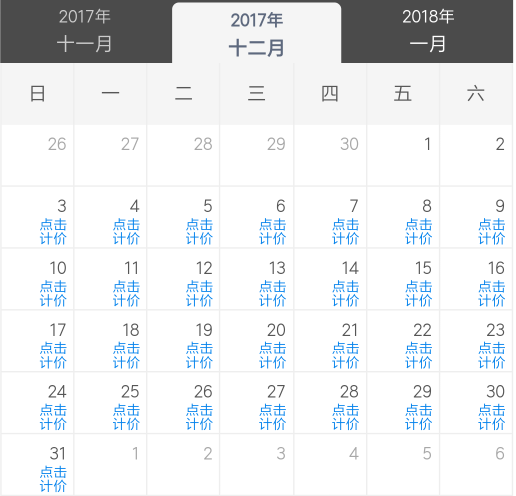 2017年 2017年 2018年
十一月 十二月 一月
日 一 二 三 四 五 六
26 27 28 29 30 1 2
3 4 5 6 7 8 9
点击 点击 点击 点击 点击 点击 点击
计价 计价 计价 计价 计价 计价 计价
10 11 12 13 14 15 16
点击 点击 点击 点击 点击 点击 点击
计价 计价 计价 计价 计价 计价 计价
17 18 19 20 21 22 23
点击 点击 点击 点击 点击 点击 点击
计价 计价 计价 计价 计价 计价 计价
24 25 26 27 28 29 30
点击 点击 点击 点击 点击 点击 点击
计价 计价 计价 计价 计价 计价 计价
31 1 2 3 4 5 6
点击
计价